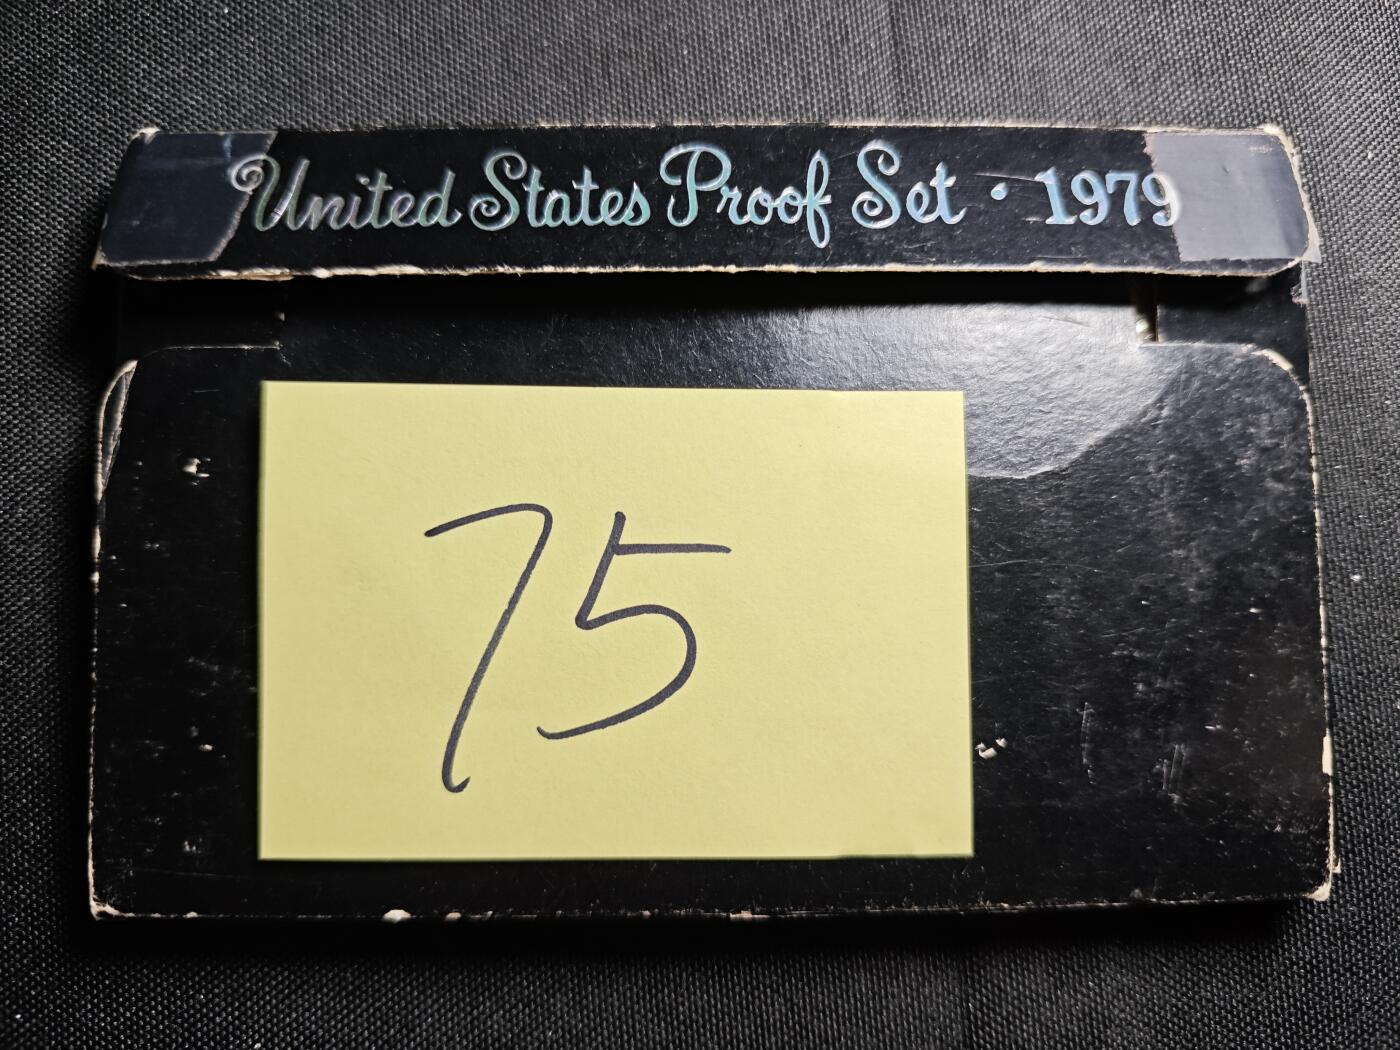 United States Proof Set · 1979
75